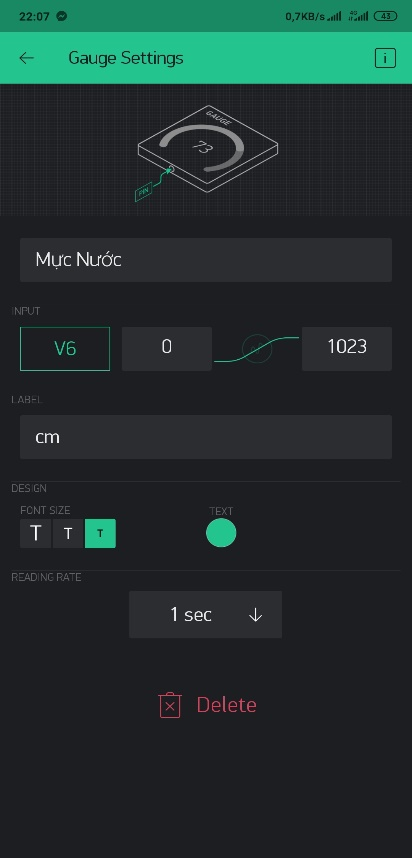 22:07 0,7KB/s 4G 43
Gauge Settings i
GAUGE
73
PIN
Mực Nước
INPUT
V6 0 1023
LABEL
cm
DESIGN
FONT SIZE TEXT
T T T
READING RATE
1 sec
Delete